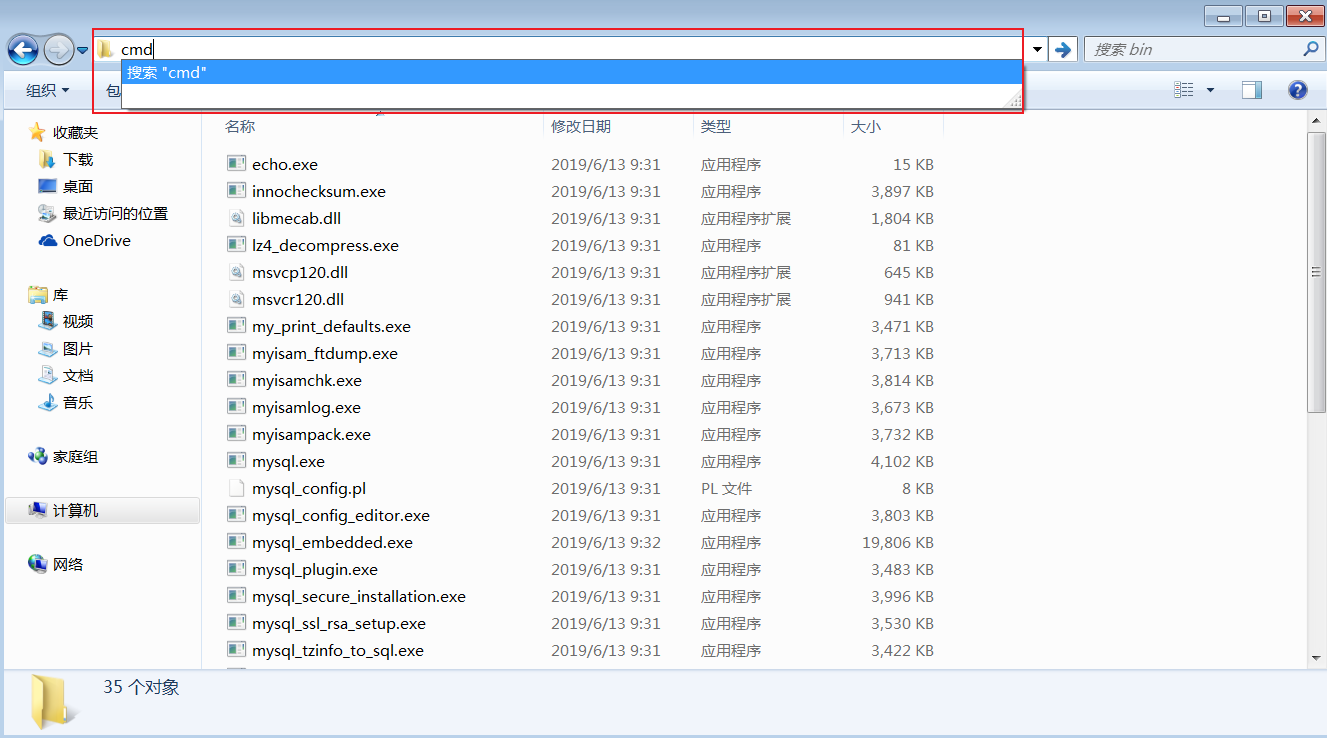 cmd
搜索 bin
搜索 "cmd"
组织 包
收藏夹
下载
桌面
最近访问的位置
OneDrive
库
视频
图片
文档
音乐
家庭组
计算机
网络
名称 修改日期 类型 大小
echo.exe 2019/6/13 9:31 应用程序 15 KB
innochecksum.exe 2019/6/13 9:31 应用程序 3,897 KB
libmecab.dll 2019/6/13 9:31 应用程序扩展 1,804 KB
lz4_decompress.exe 2019/6/13 9:31 应用程序 81 KB
msvcp120.dll 2019/6/13 9:31 应用程序扩展 645 KB
msvcr120.dll 2019/6/13 9:31 应用程序扩展 941 KB
my_print_defaults.exe 2019/6/13 9:31 应用程序 3,471 KB
myisam_ftdump.exe 2019/6/13 9:31 应用程序 3,713 KB
myisamchk.exe 2019/6/13 9:31 应用程序 3,814 KB
myisamlog.exe 2019/6/13 9:31 应用程序 3,673 KB
myisampack.exe 2019/6/13 9:31 应用程序 3,732 KB
mysql.exe 2019/6/13 9:31 应用程序 4,102 KB
mysql_config.pl 2019/6/13 9:31 PL 文件 8 KB
mysql_config_editor.exe 2019/6/13 9:31 应用程序 3,803 KB
mysql_embedded.exe 2019/6/13 9:32 应用程序 19,806 KB
mysql_plugin.exe 2019/6/13 9:31 应用程序 3,483 KB
mysql_secure_installation.exe 2019/6/13 9:31 应用程序 3,996 KB
mysql_ssl_rsa_setup.exe 2019/6/13 9:31 应用程序 3,530 KB
mysql_tzinfo_to_sql.exe 2019/6/13 9:31 应用程序 3,422 KB
35 个对象